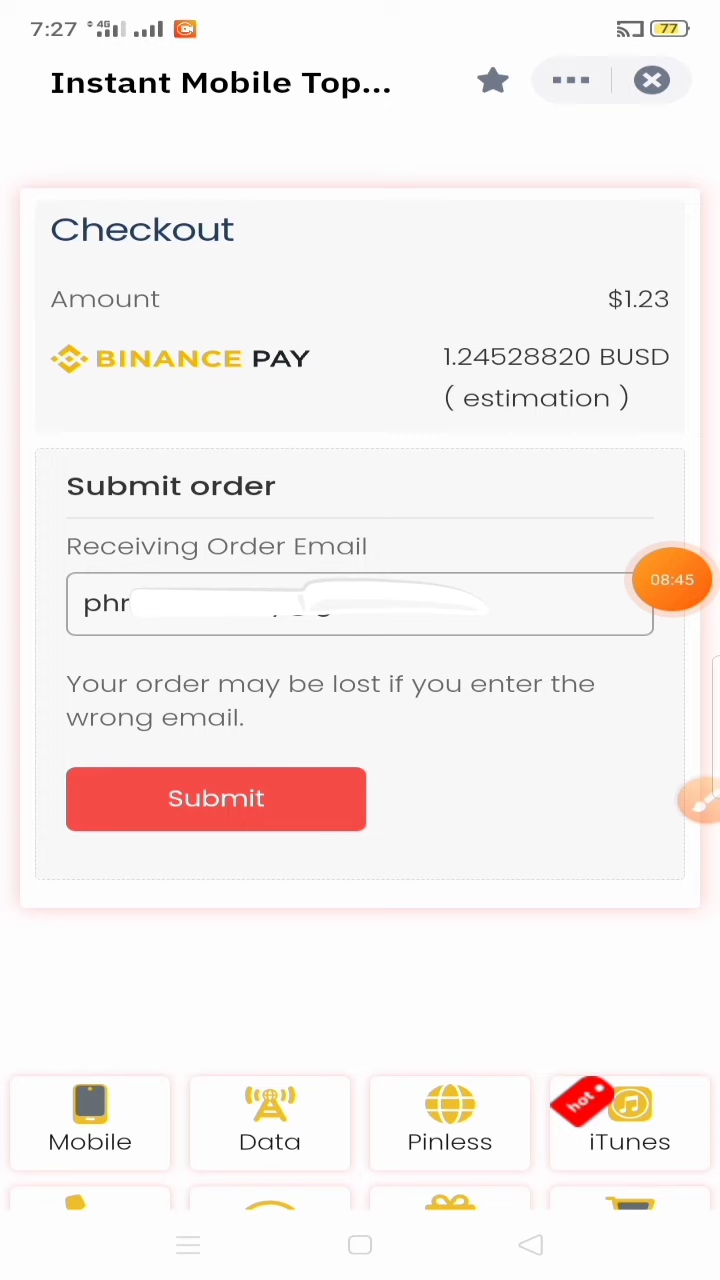 7:27 4G 77
Instant Mobile Top...
Checkout
Amount $1.23
BINANCE PAY 1.24528820 BUSD
( estimation )
Submit order
Receiving Order Email
08:45
phr
Your order may be lost if you enter the
wrong email.
Submit
hot
Mobile Data Pinless iTunes